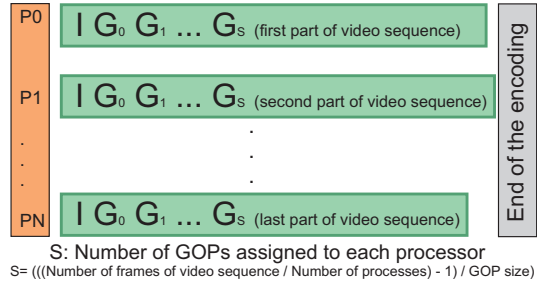 P0
I G₀ G₁ ... Gₛ (first part of video sequence)
P1
I G₀ G₁ ... Gₛ (second part of video sequence)
.
.
.
.
.
.
PN
I G₀ G₁ ... Gₛ (last part of video sequence)
End of the encoding
S: Number of GOPs assigned to each processor
S= (((Number of frames of video sequence / Number of processes) - 1) / GOP size)